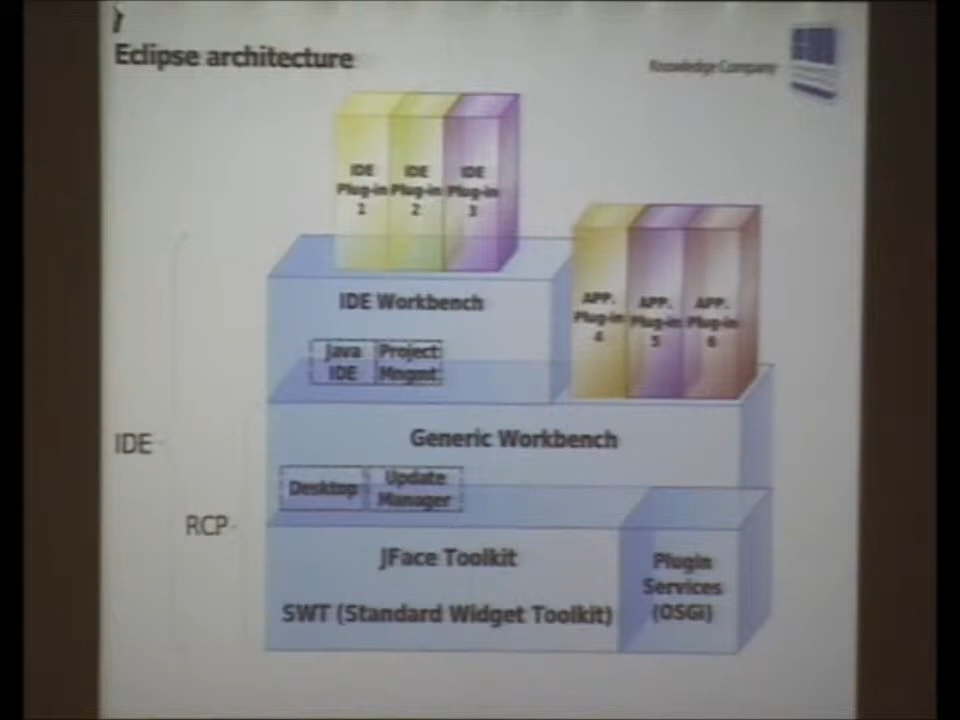 Eclipse architecture
Knowledge Company
IDE
Plug-in
1
IDE
Plug-in
2
IDE
Plug-in
3
APP.
Plug-in
4
APP.
Plug-in
5
APP.
Plug-in
6
IDE Workbench
Java
IDE
Project
Mngmt
Generic Workbench
Desktop
Update
Manager
IDE
RCP
JFace Toolkit
SWT (Standard Widget Toolkit)
Plugin
Services
(OSGi)